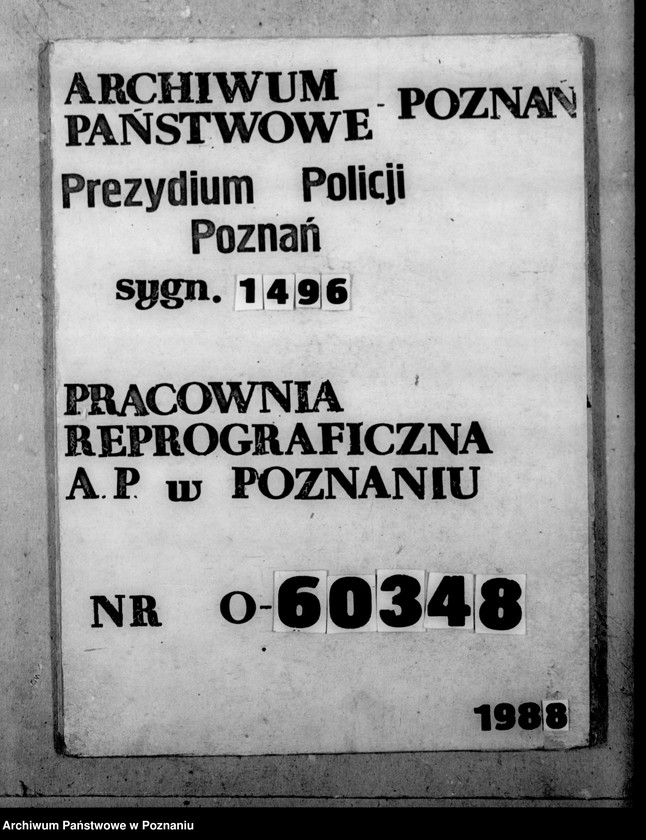 ARCHIWUM
PAŃSTWOWE - POZNAŃ
Prezydium Policji
Poznań
sygn. 1496
PRACOWNIA
REPROGRAFICZNA
A.P. w POZNANIU
NR O-60348
1988
Archiwum Państwowe w Poznaniu